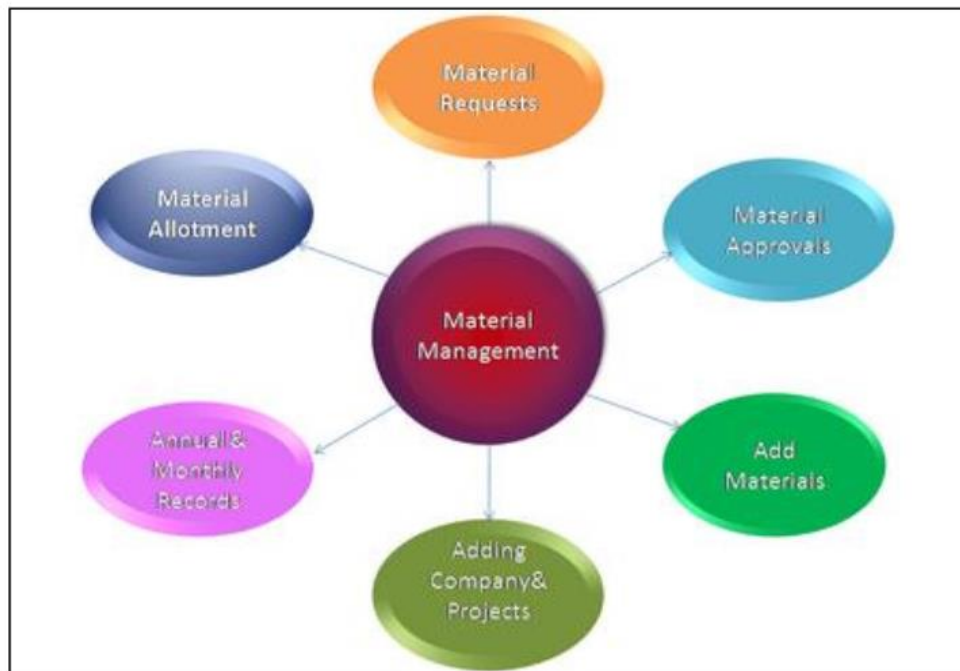 Material
Requests
Material
Allotment
Material
Approvals
Material
Management
Annual &
Monthly
Records
Add
Materials
Adding
Company&
Projects